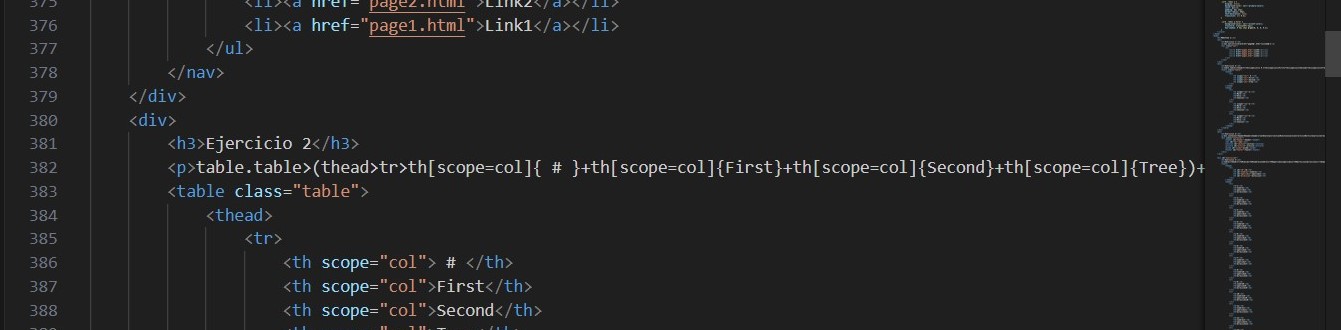 375 <li><a href="page2.html">Link2</a></li>
376 <li><a href="page1.html">Link1</a></li>
377 </ul>
378 </nav>
379 </div>
380 <div>
381 <h3>Ejercicio 2</h3>
382 <p>table.table>(thead>tr>th[scope=col]{ # }+th[scope=col]{First}+th[scope=col]{Second}+th[scope=col]{Tree})+
383 <table class="table">
384 <thead>
385 <tr>
386 <th scope="col"> # </th>
387 <th scope="col">First</th>
388 <th scope="col">Second</th>